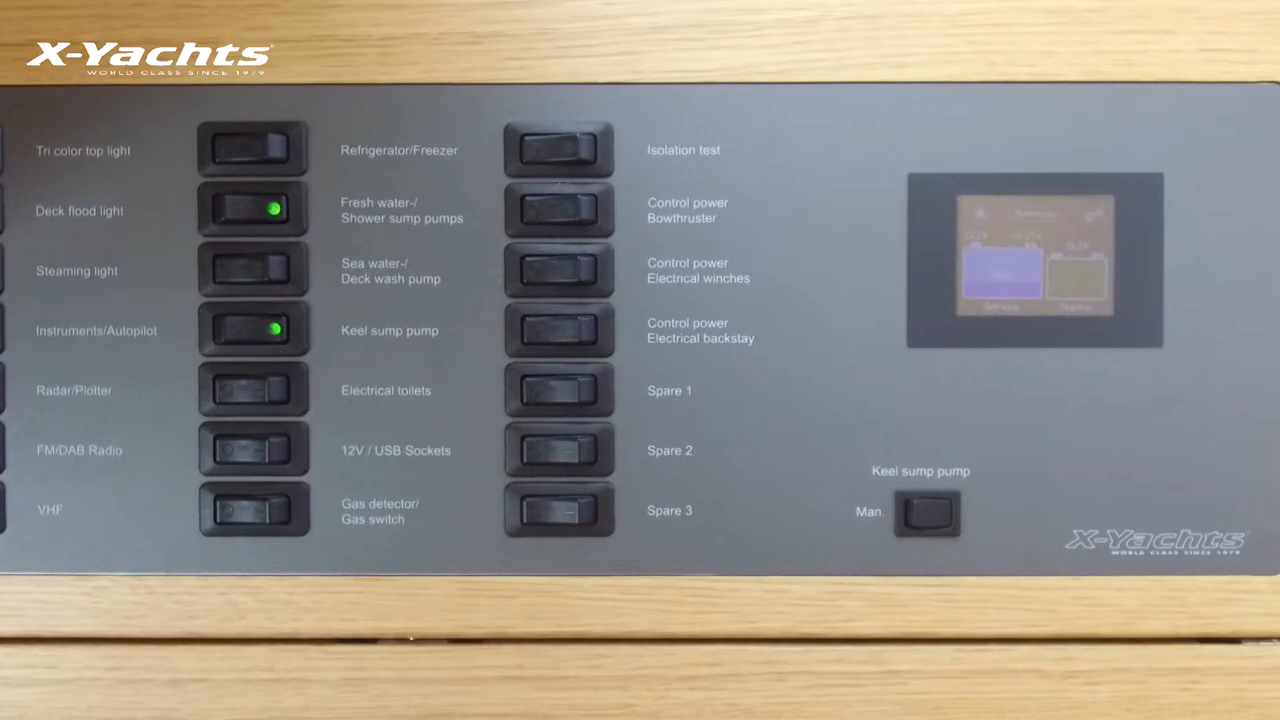 X-Yachts
WORLD CLASS SINCE 1979
Tri color top light
Deck flood light
Steaming light
Instruments/Autopilot
Radar/Plotter
FM/DAB Radio
VHF
Refrigerator/Freezer
Fresh water-/
Shower sump pumps
Sea water-/
Deck wash pump
Keel sump pump
Electrical toilets
12V / USB Sockets
Gas detector/
Gas switch
Isolation test
Control power
Bowthruster
Control power
Electrical winches
Control power
Electrical backstay
Spare 1
Spare 2
Spare 3
Keel sump pump
Man.
X-Yachts
WORLD CLASS SINCE 1979